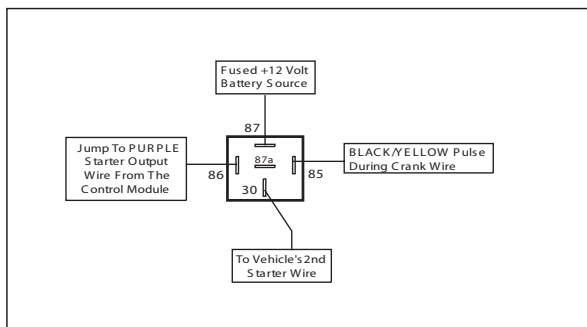 Fused +12 Volt
Battery Source
87
Jump To PURPLE
Starter Output
Wire From The
Control Module
86
87a
85
BLACK/YELLOW Pulse
During Crank Wire
30
To Vehicle's 2nd
Starter Wire